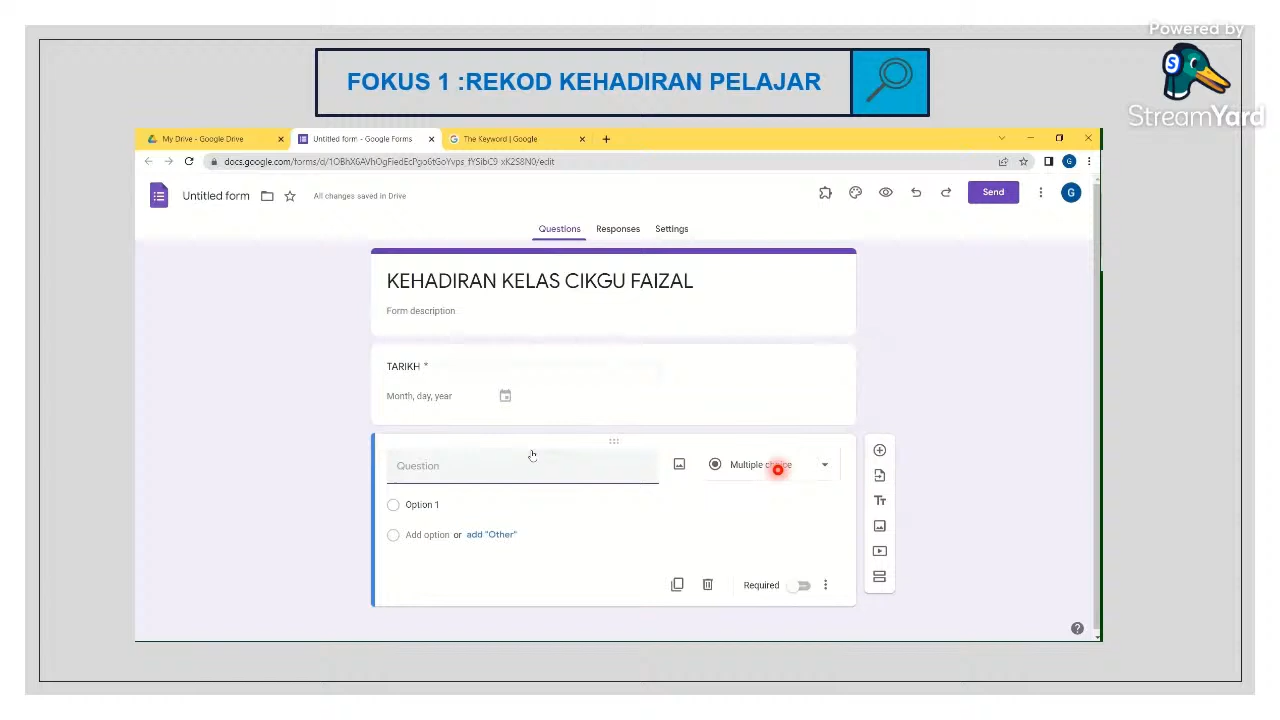 Powered by
StreamYard
FOKUS 1 :REKOD KEHADIRAN PELAJAR
My Drive - Google Drive
Untitled form - Google Forms
The Keyword | Google
Untitled form
All changes saved in Drive
Send
G
Questions
Responses
Settings
KEHADIRAN KELAS CIKGU FAIZAL
Form description
TARIKH *
Month, day, year
Question
Multiple choice
Option 1
Add option or add "Other"
Required